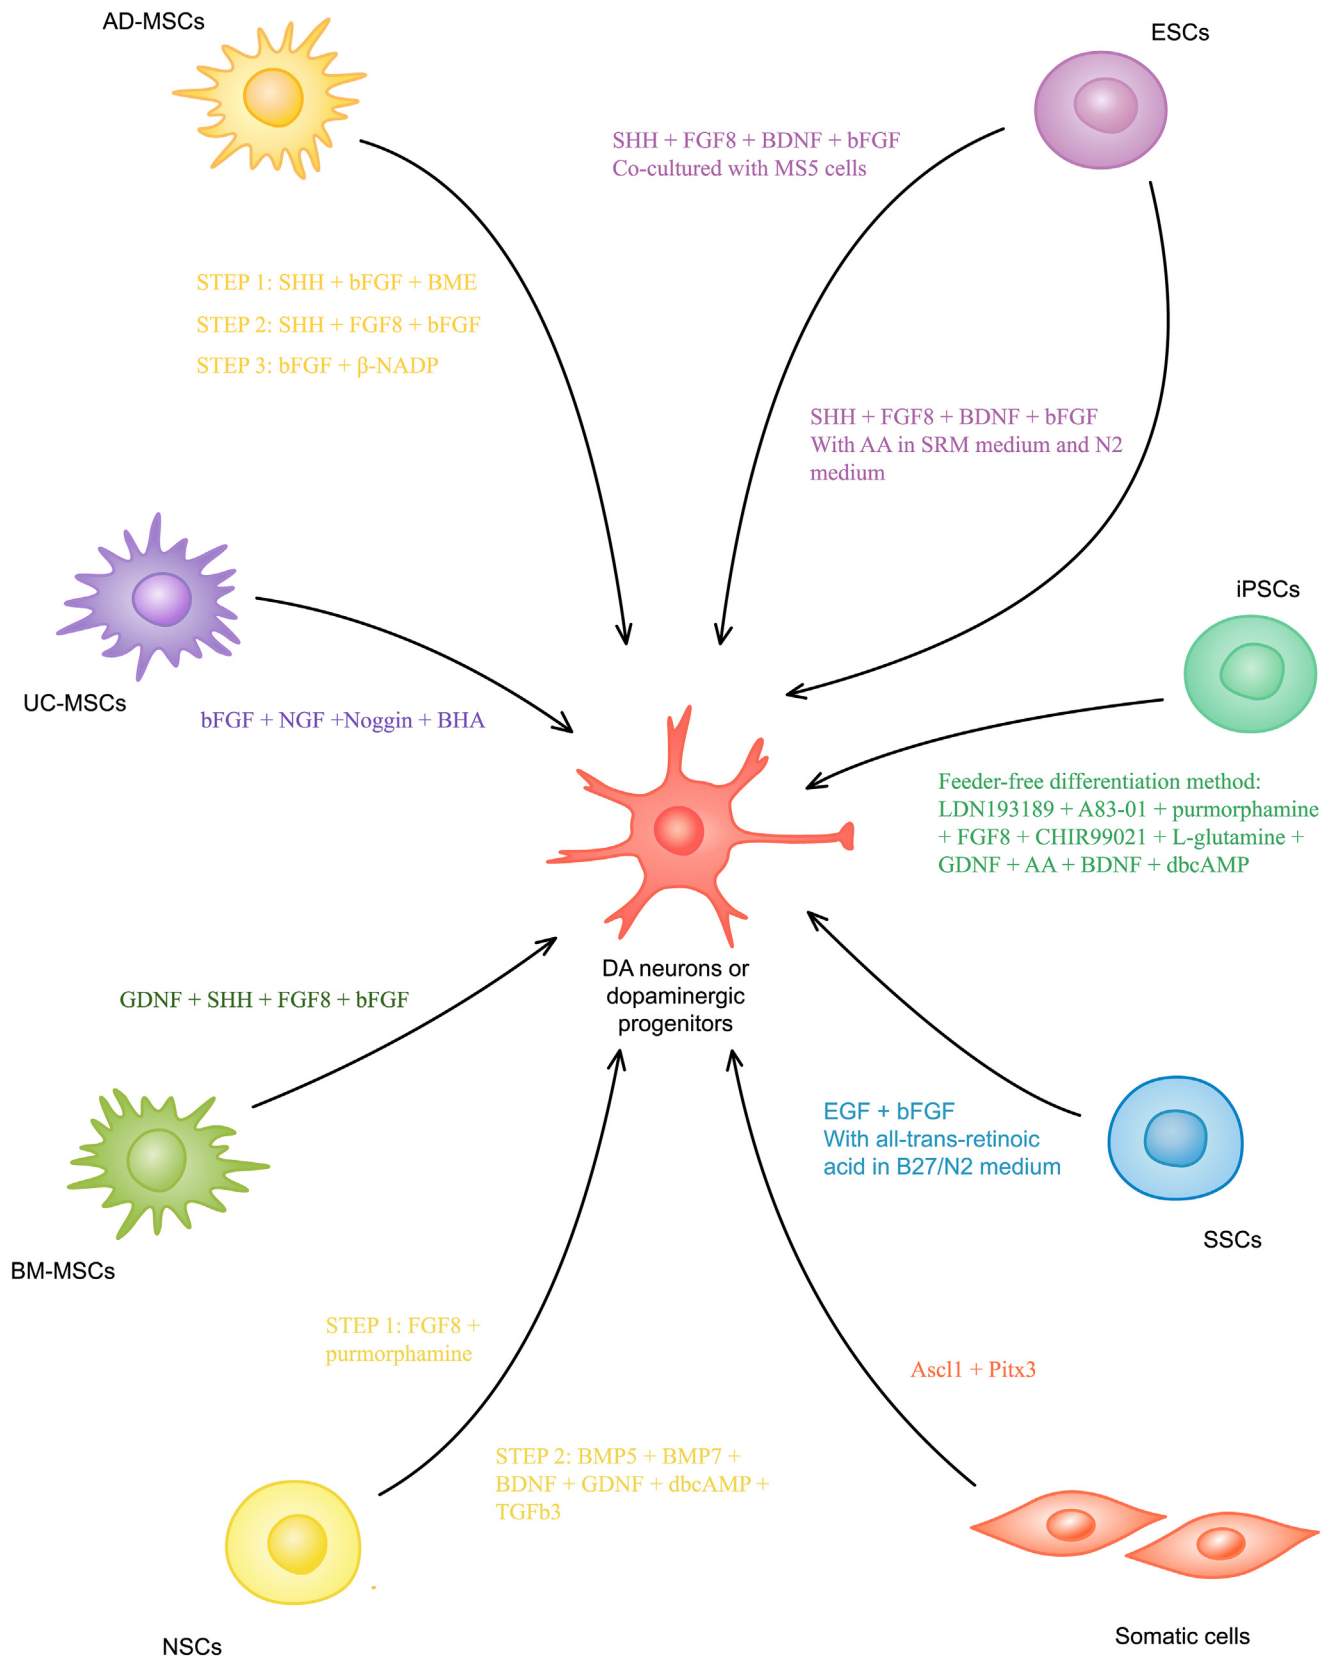 AD-MSCs
ESCs
SHH + FGF8 + BDNF + bFGF
Co-cultured with MS5 cells
STEP 1: SHH + bFGF + BME
STEP 2: SHH + FGF8 + bFGF
STEP 3: bFGF + β-NADP
SHH + FGF8 + BDNF + bFGF
With AA in SRM medium and N2
medium
iPSCs
UC-MSCs
bFGF + NGF +Noggin + BHA
Feeder-free differentiation method:
LDN193189 + A83-01 + purmorphamine
+ FGF8 + CHIR99021 + L-glutamine +
GDNF + AA + BDNF + dbcAMP
DA neurons or
dopaminergic
progenitors
GDNF + SHH + FGF8 + bFGF
EGF + bFGF
With all-trans-retinoic
acid in B27/N2 medium
SSCs
BM-MSCs
STEP 1: FGF8 +
purmorphamine
Ascl1 + Pitx3
STEP 2: BMP5 + BMP7 +
BDNF + GDNF + dbcAMP +
TGFb3
NSCs
Somatic cells